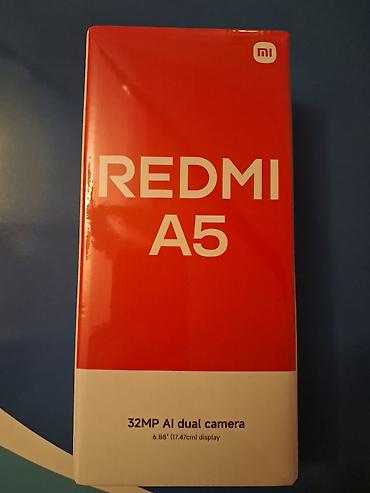 mi
REDMI
A5
32MP AI dual camera
6.88" (17.47cm) display